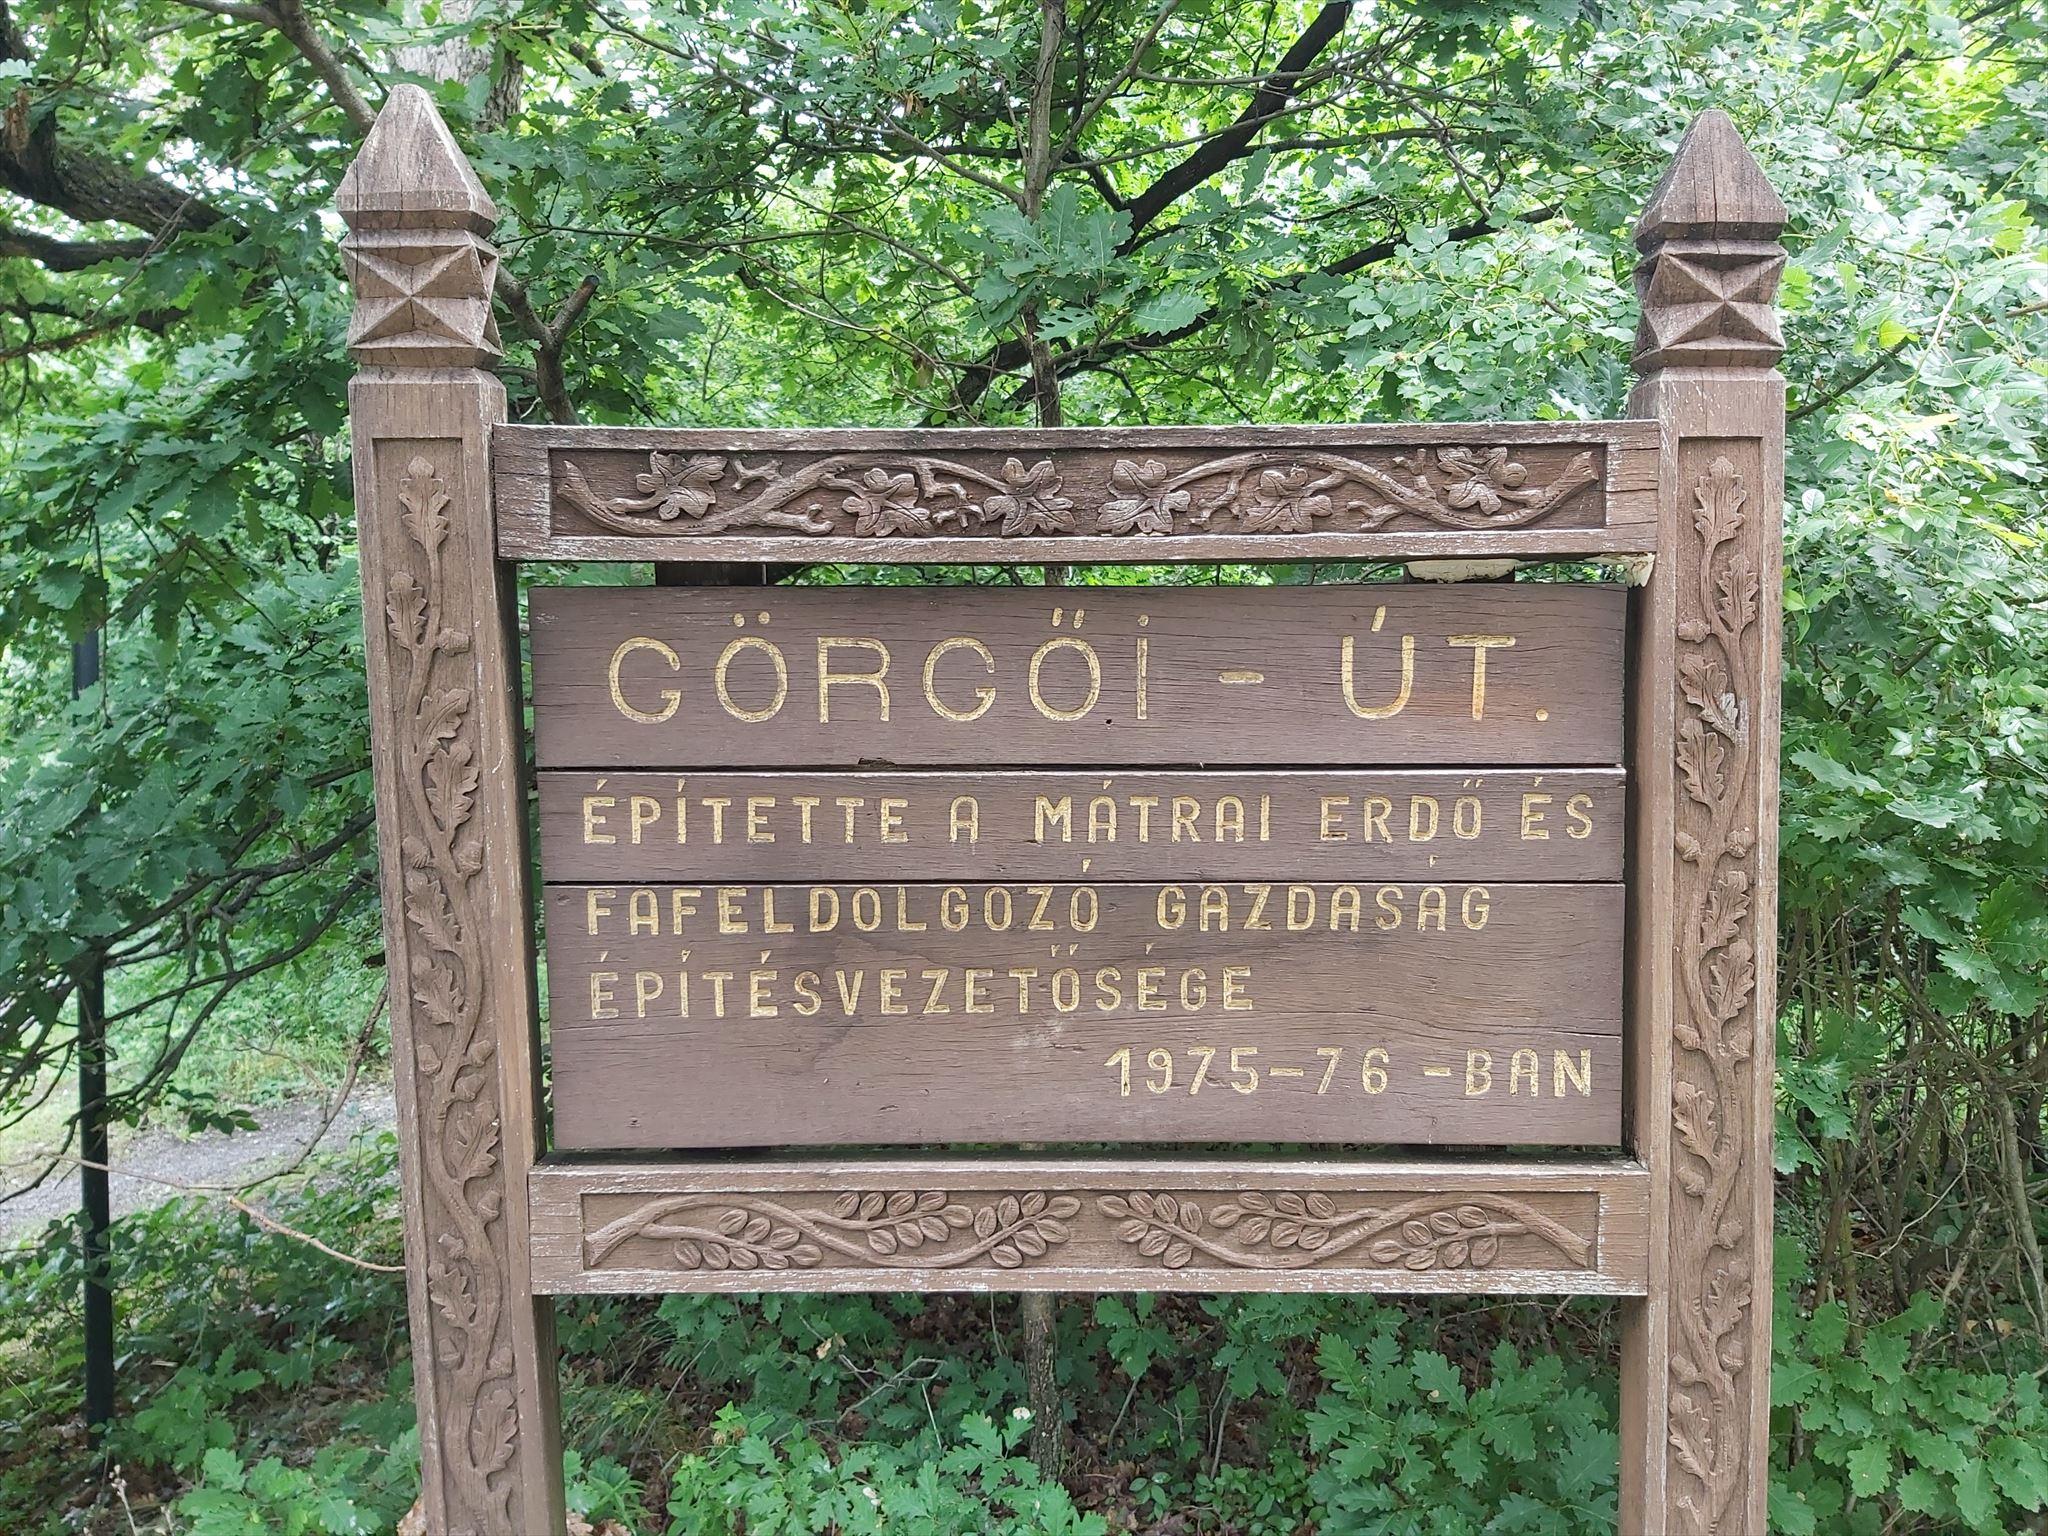 GÖRGŐI - ÚT.
ÉPÍTETTE A MÁTRAI ERDŐ ÉS
FAFELDOLGOZÓ GAZDASÁG
ÉPÍTÉSVEZETŐSÉGE
1975-76-BAN